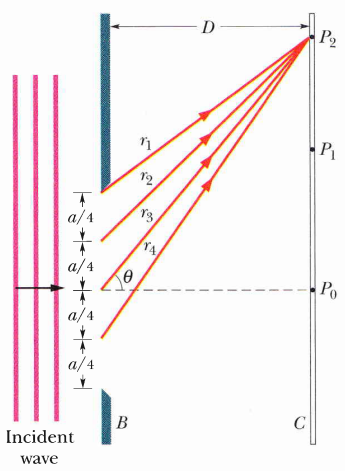 D
P₂
r₁
P₁
r₂
a/4
r₃
r₄
a/4
θ
P₀
a/4
a/4
B
C
Incident
wave